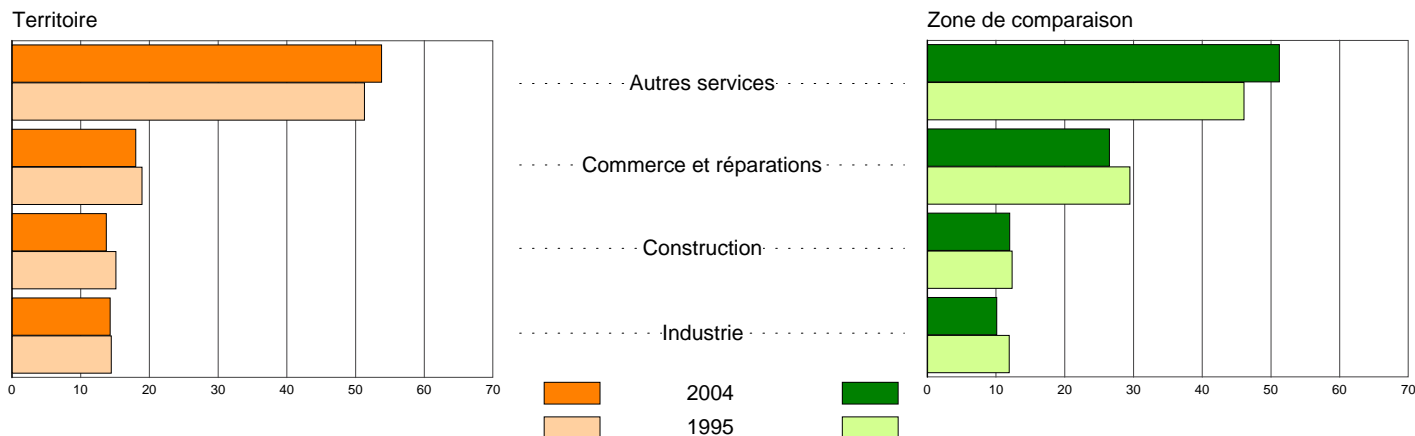 Territoire
Zone de comparaison
Autres services
Commerce et réparations
Construction
Industrie
0 10 20 30 40 50 60 70
0 10 20 30 40 50 60 70
2004
1995